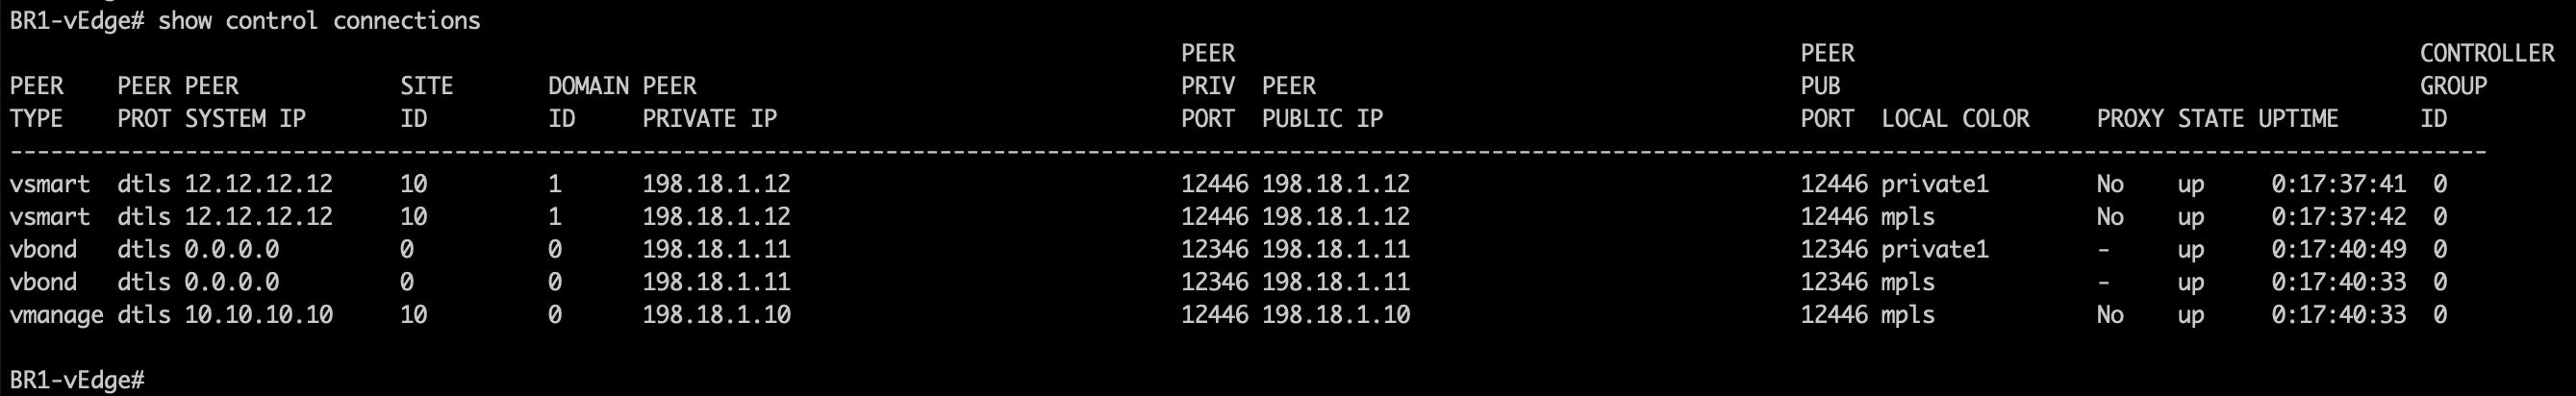 BR1-vEdge# show control connections
PEER PEER CONTROLLER
PEER PEER PEER SITE DOMAIN PEER PRIV PEER PUB GROUP
TYPE PROT SYSTEM IP ID ID PRIVATE IP PORT PUBLIC IP PORT LOCAL COLOR PROXY STATE UPTIME ID
--------------------------------------------------------------------------------------------------------------------------------------------------------------------------------------------
vsmart dtls 12.12.12.12 10 1 198.18.1.12 12446 198.18.1.12 12446 private1 No up 0:17:37:41 0
vsmart dtls 12.12.12.12 10 1 198.18.1.12 12446 198.18.1.12 12446 mpls No up 0:17:37:42 0
vbond dtls 0.0.0.0 0 0 198.18.1.11 12346 198.18.1.11 12346 private1 - up 0:17:40:49 0
vbond dtls 0.0.0.0 0 0 198.18.1.11 12346 198.18.1.11 12346 mpls - up 0:17:40:33 0
vmanage dtls 10.10.10.10 10 0 198.18.1.10 12446 198.18.1.10 12446 mpls No up 0:17:40:33 0
BR1-vEdge#